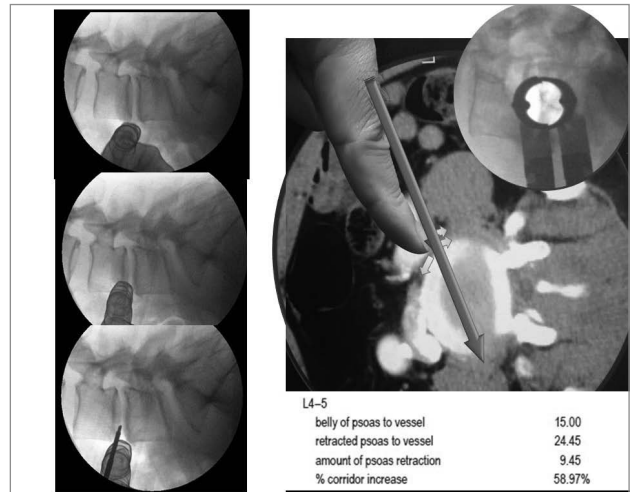 L4–5
belly of psoas to vessel 15.00
retracted psoas to vessel 24.45
amount of psoas retraction 9.45
% corridor increase 58.97%